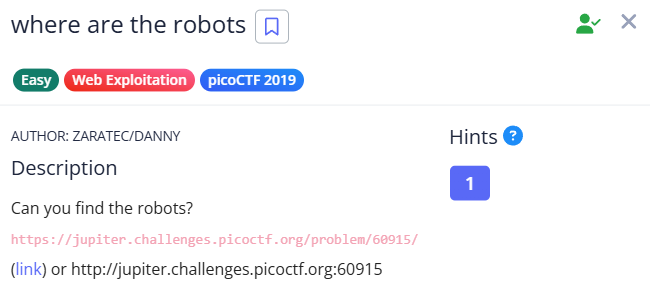 where are the robots
Easy Web Exploitation picoCTF 2019
AUTHOR: ZARATEC/DANNY
Hints ?
Description
1
Can you find the robots?
https://jupiter.challenges.picoctf.org/problem/60915/
(link) or http://jupiter.challenges.picoctf.org:60915